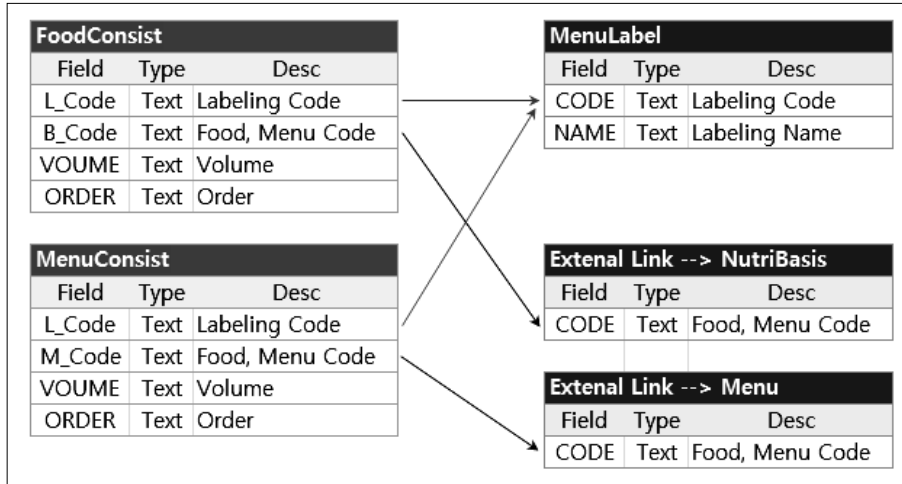 FoodConsist
Field Type Desc
L_Code Text Labeling Code
B_Code Text Food, Menu Code
VOUME Text Volume
ORDER Text Order
MenuConsist
Field Type Desc
L_Code Text Labeling Code
M_Code Text Food, Menu Code
VOUME Text Volume
ORDER Text Order
MenuLabel
Field Type Desc
CODE Text Labeling Code
NAME Text Labeling Name
Extenal Link --> NutriBasis
Field Type Desc
CODE Text Food, Menu Code
Extenal Link --> Menu
Field Type Desc
CODE Text Food, Menu Code